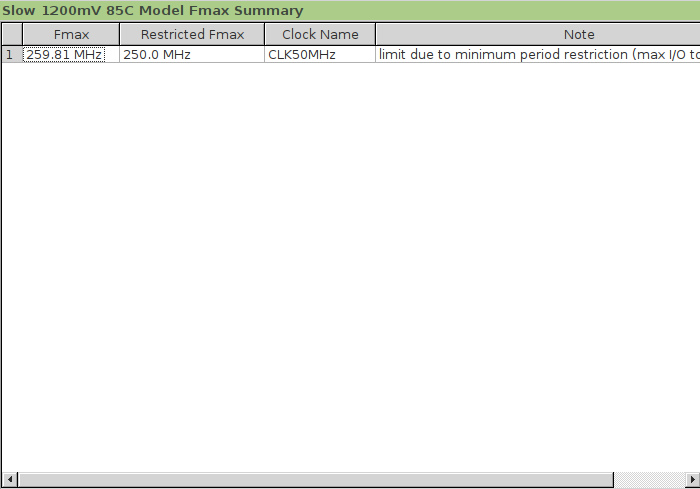 Slow 1200mV 85C Model Fmax Summary
Fmax Restricted Fmax Clock Name Note
1 259.81 MHz 250.0 MHz CLK50MHz limit due to minimum period restriction (max I/O to